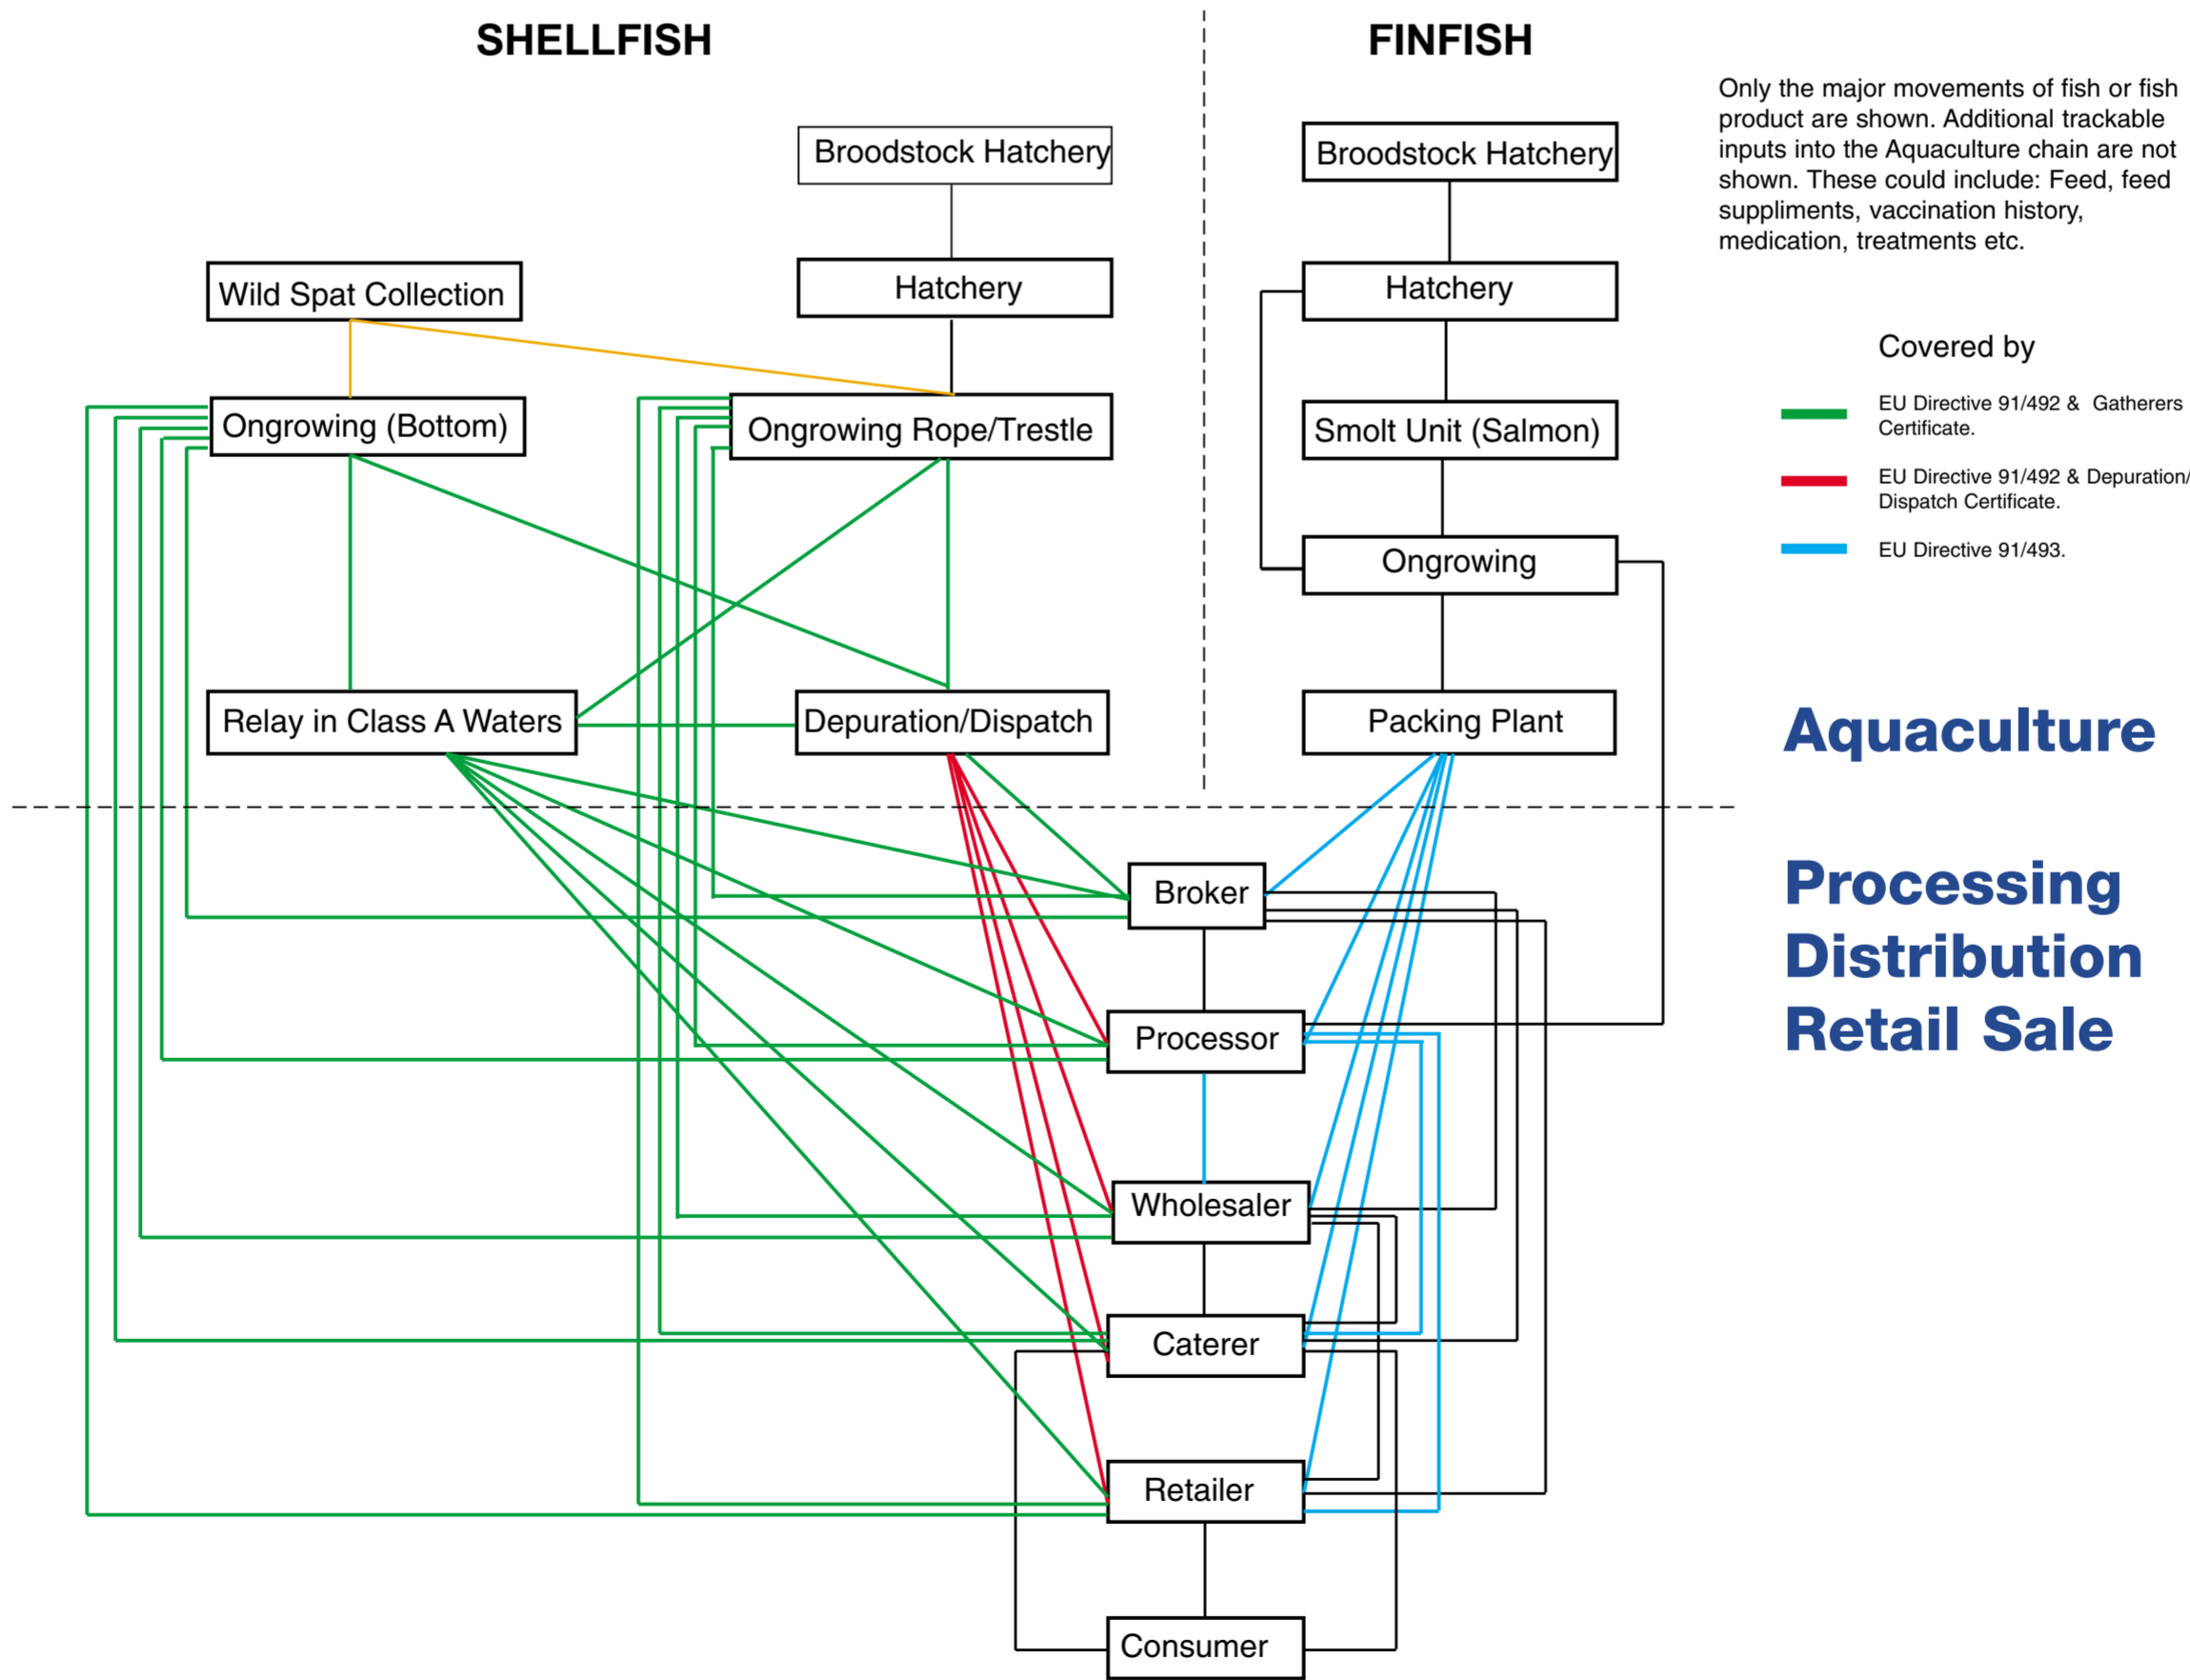 SHELLFISH
FINFISH
Only the major movements of fish or fish
product are shown. Additional trackable
inputs into the Aquaculture chain are not
shown. These could include: Feed, feed
suppliments, vaccination history,
medication, treatments etc.
Broodstock Hatchery
Broodstock Hatchery
Wild Spat Collection
Hatchery
Hatchery
Covered by
EU Directive 91/492 & Gatherers
Certificate.
EU Directive 91/492 & Depuration/
Dispatch Certificate.
EU Directive 91/493.
Ongrowing (Bottom)
Ongrowing Rope/Trestle
Smolt Unit (Salmon)
Ongrowing
Relay in Class A Waters
Depuration/Dispatch
Packing Plant
Aquaculture
Processing
Distribution
Retail Sale
Broker
Processor
Wholesaler
Caterer
Retailer
Consumer